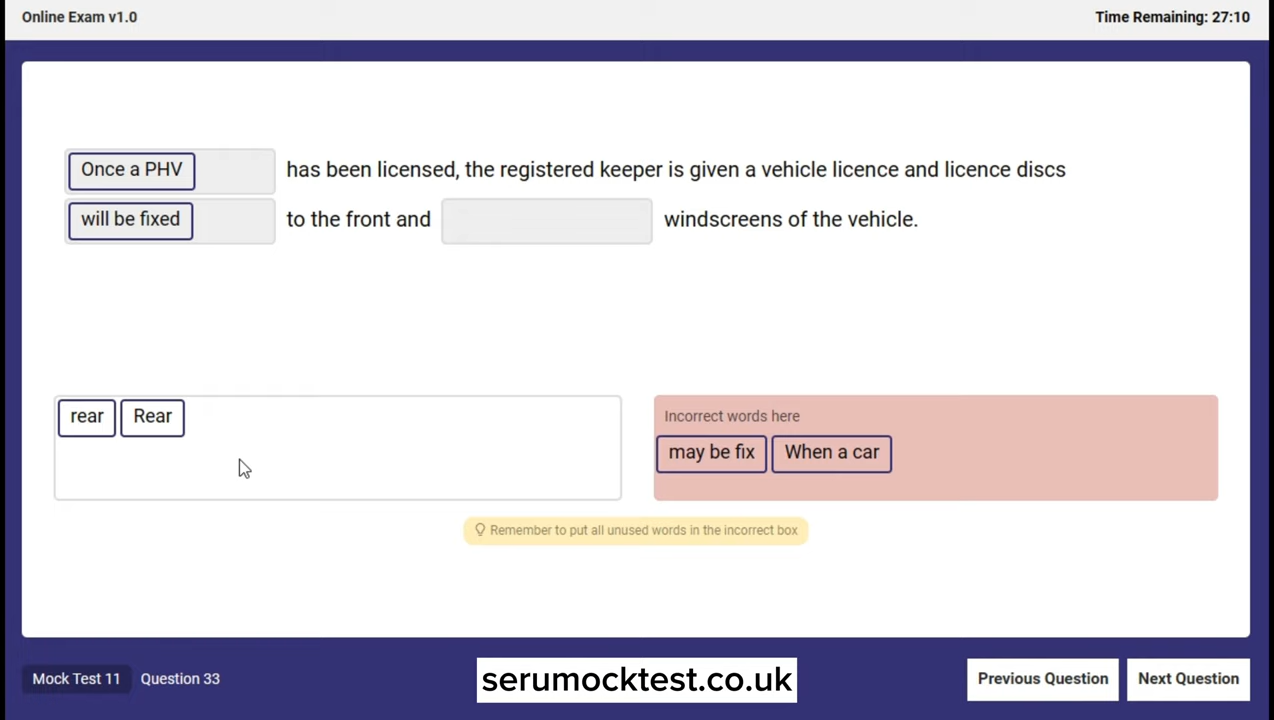 Online Exam v1.0
Time Remaining: 27:10
Once a PHV has been licensed, the registered keeper is given a vehicle licence and licence discs
will be fixed to the front and windscreens of the vehicle.
rear Rear
Incorrect words here
may be fix When a car
Remember to put all unused words in the incorrect box
Mock Test 11 Question 33
serumocktest.co.uk
Previous Question Next Question